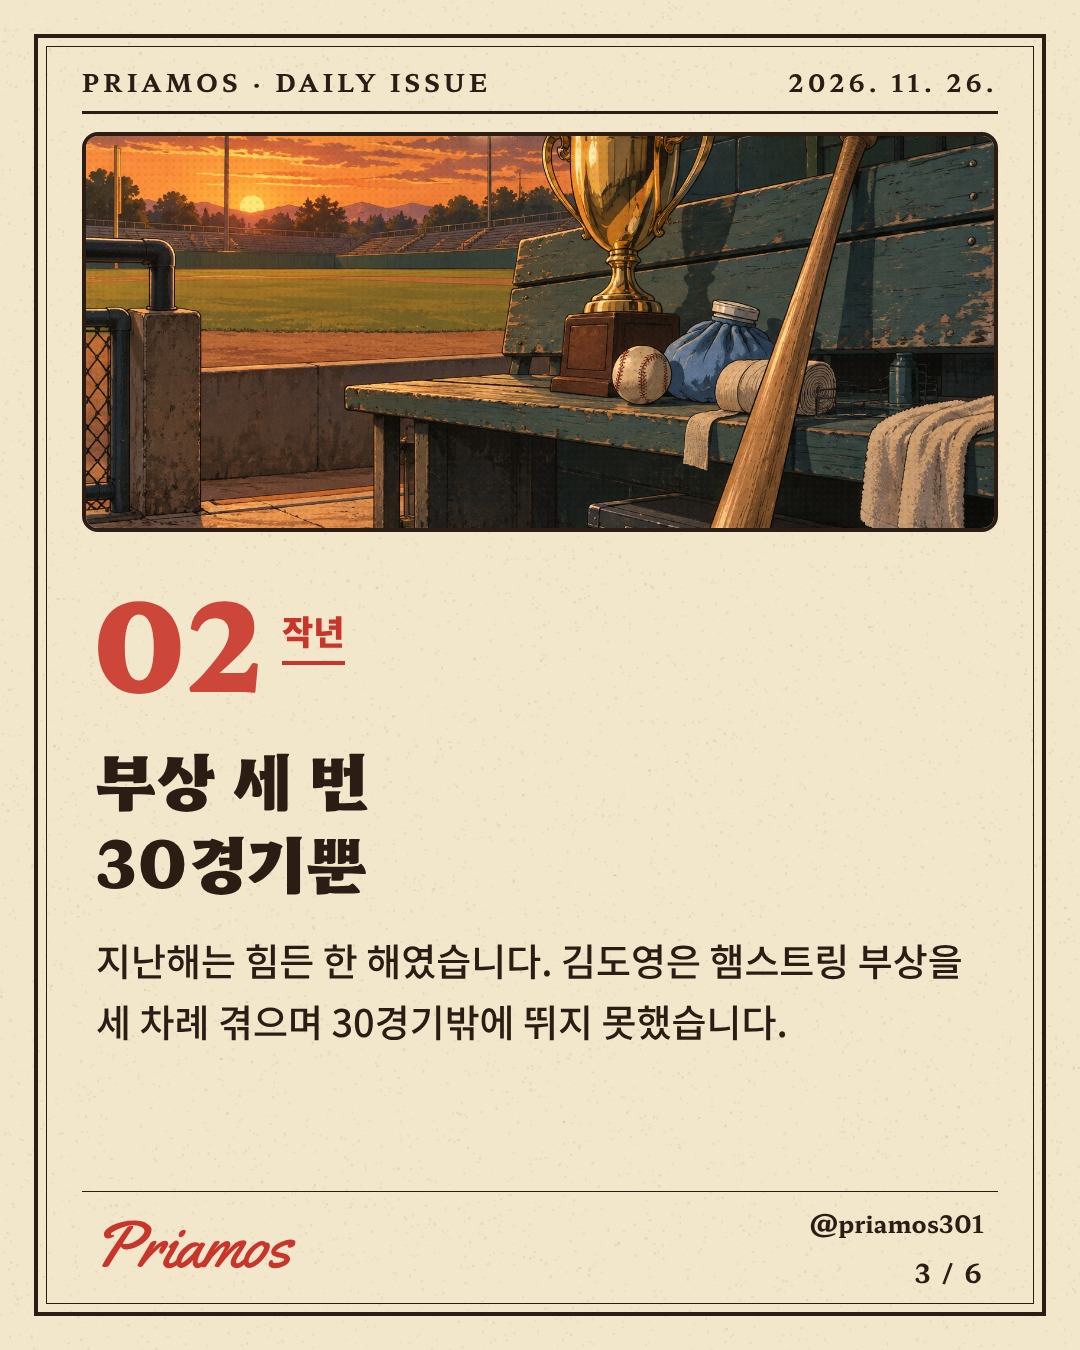 PRIAMOS · DAILY ISSUE
2026. 11. 26.
02
작년
부상 세 번
30경기뿐
지난해는 힘든 한 해였습니다. 김도영은 햄스트링 부상을
세 차례 겪으며 30경기밖에 뛰지 못했습니다.
Priamos
@priamos301
3 / 6